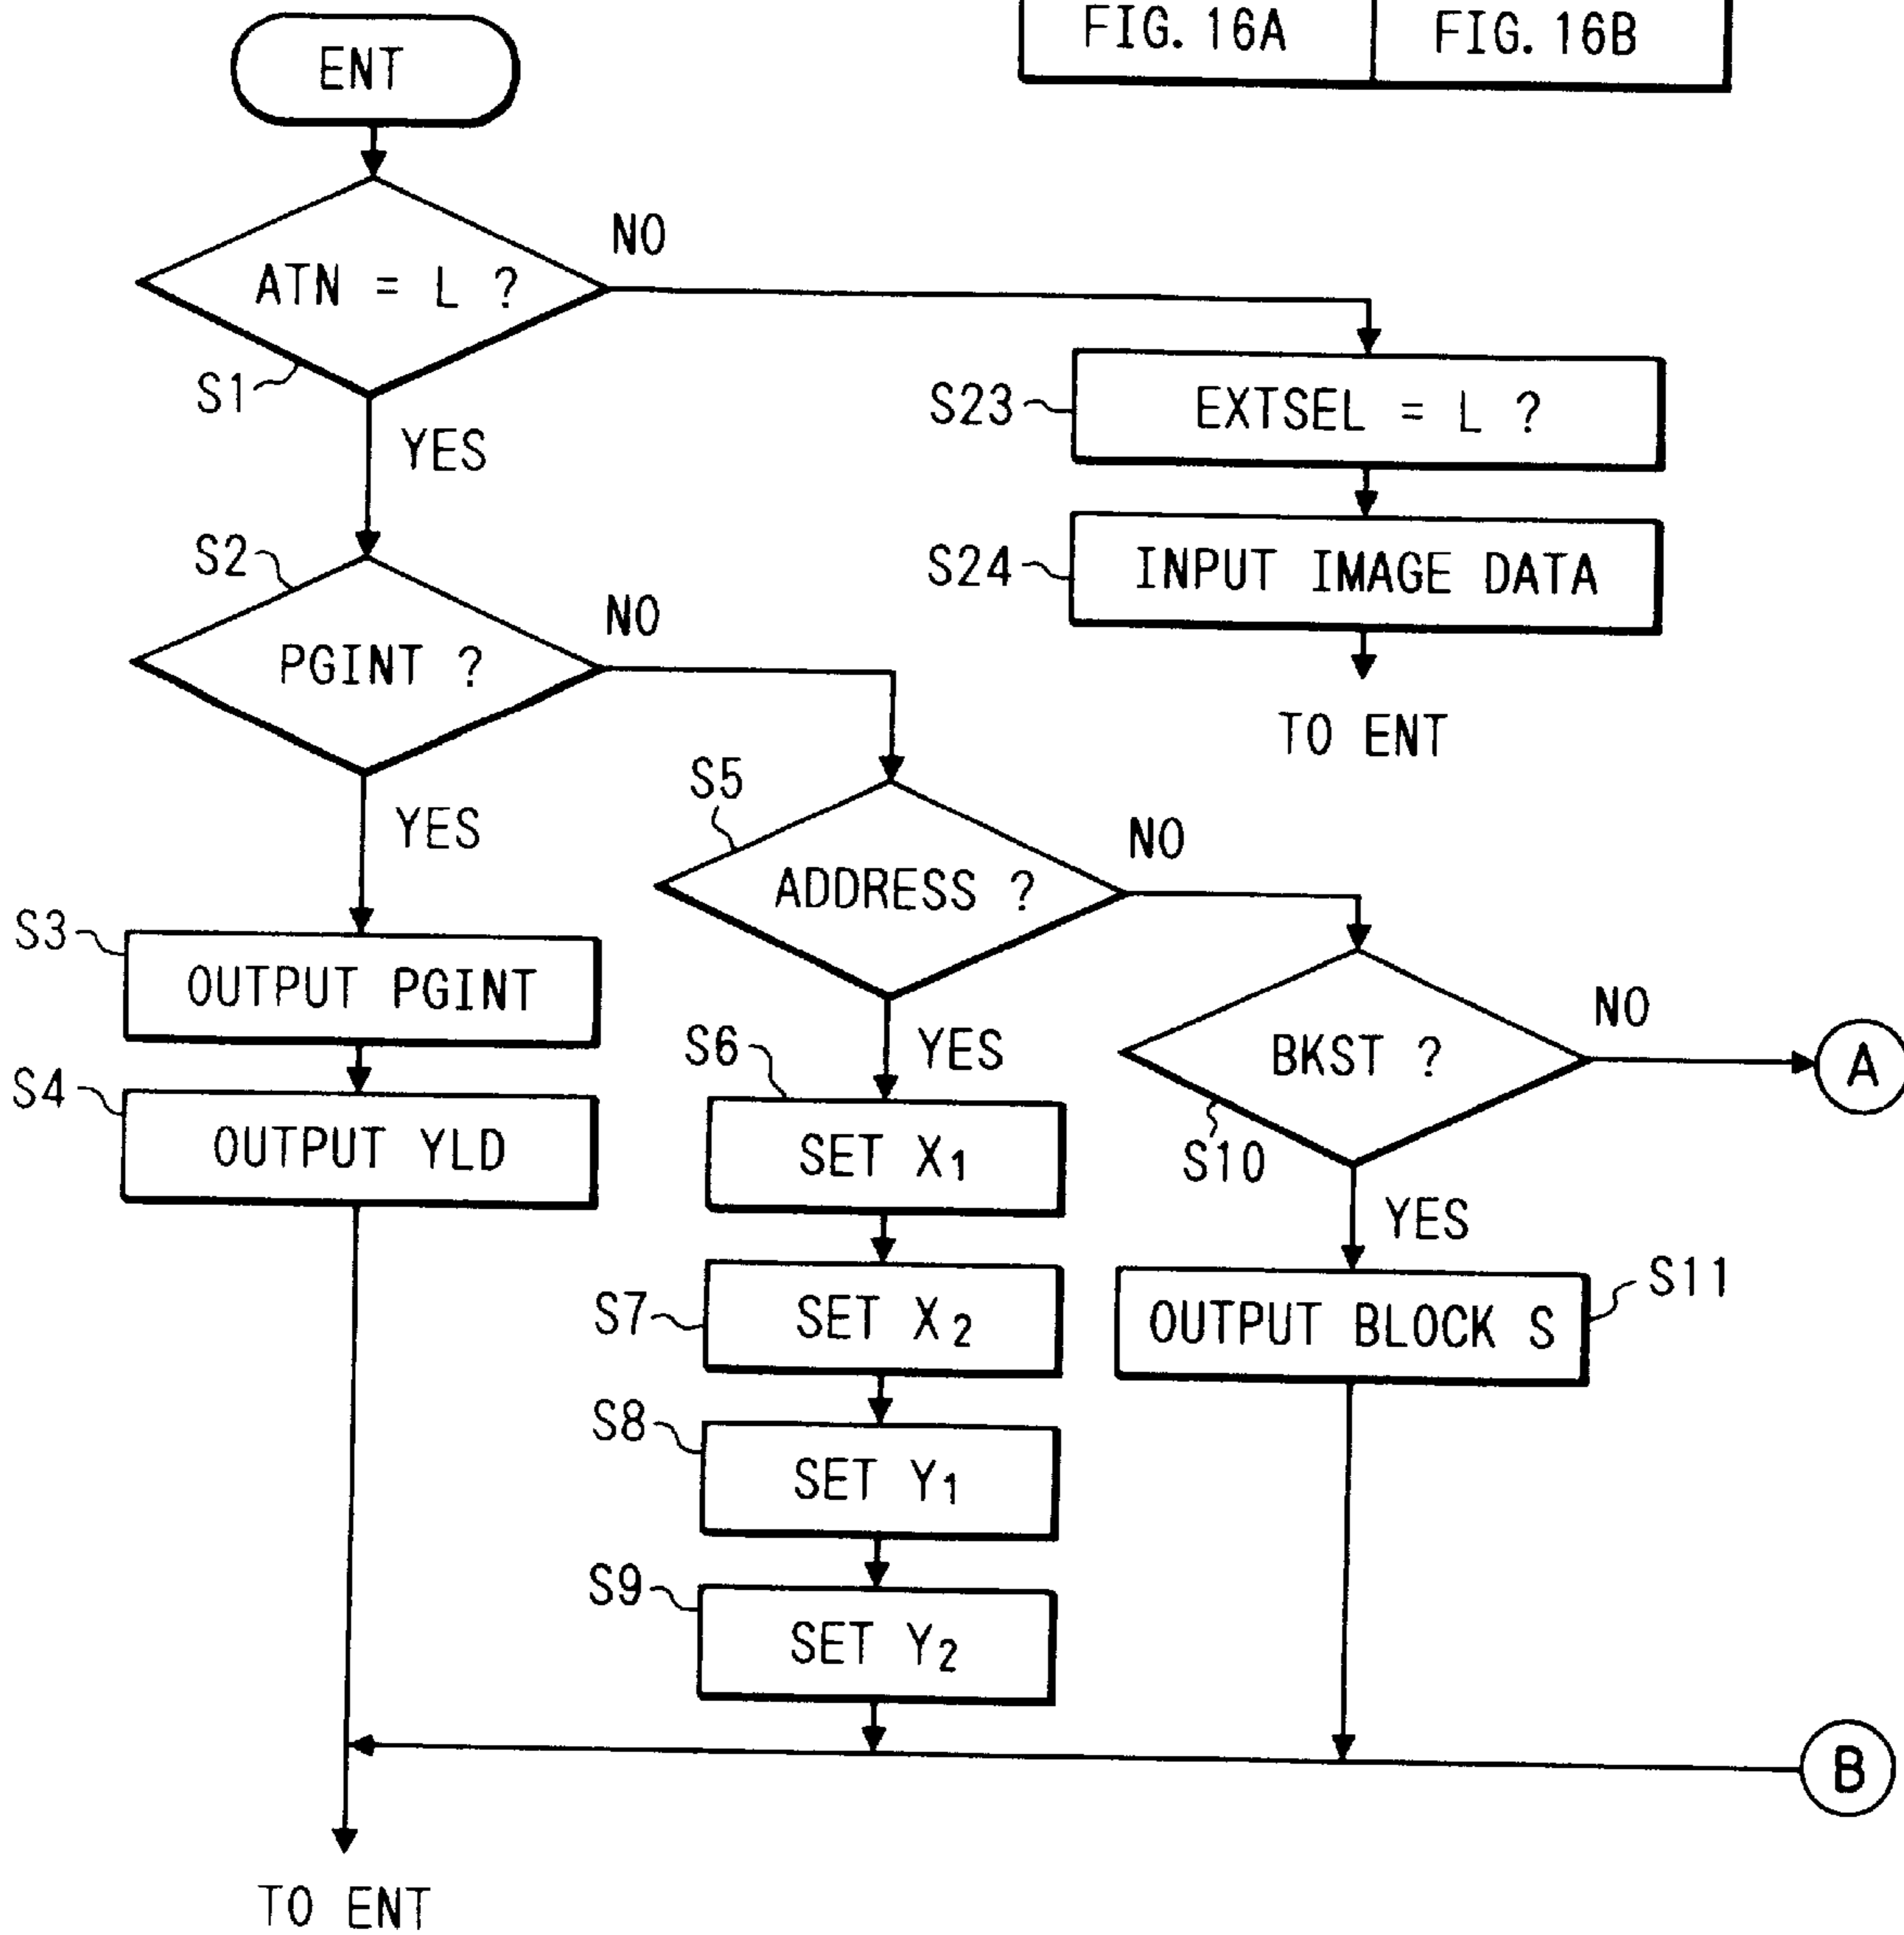 FIG. 16A FIG. 16B
ENT
ATN = L ?
NO
S1
YES
S23
EXTSEL = L ?
S24
INPUT IMAGE DATA
TO ENT
S2
PGINT ?
NO
YES
S3
OUTPUT PGINT
S4
OUTPUT YLD
S5
ADDRESS ?
NO
YES
S6
SET X1
S7
SET X2
S8
SET Y1
S9
SET Y2
BKST ?
NO
A
S10
YES
S11
OUTPUT BLOCK S
B
TO ENT